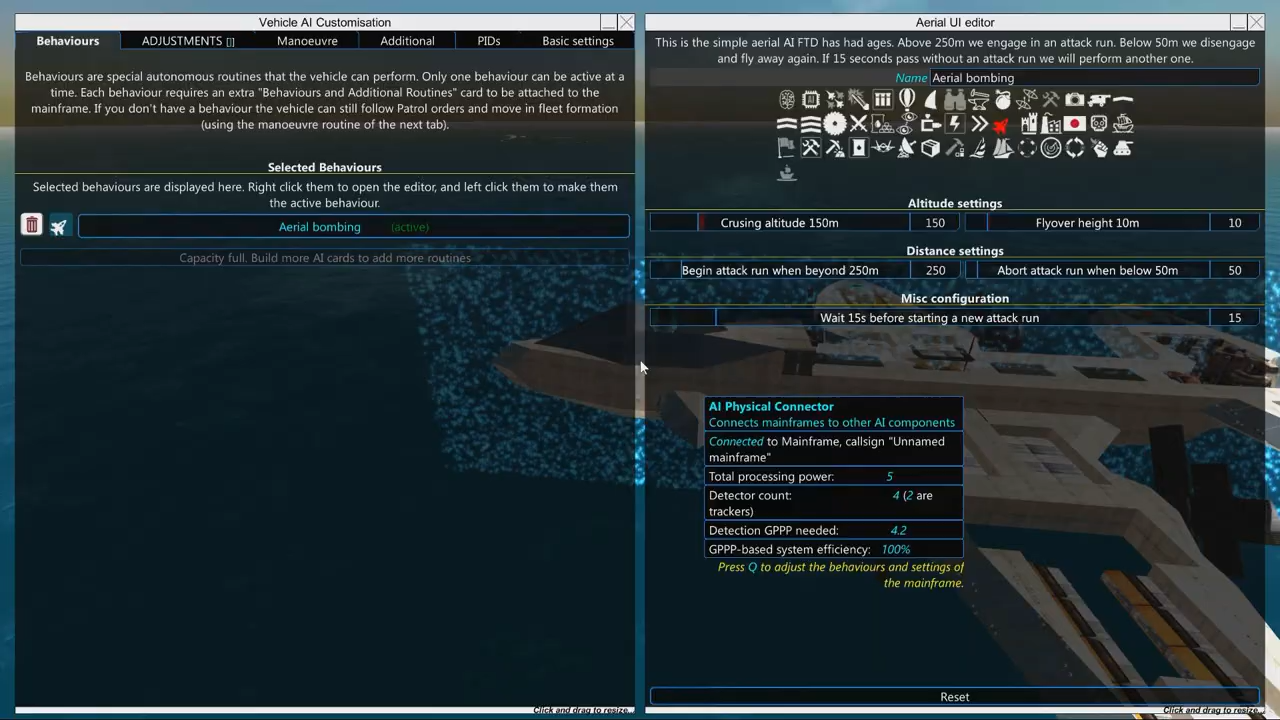 Vehicle AI Customisation
Behaviours
ADJUSTMENTS []
Manoeuvre
Additional
PIDs
Basic settings
Behaviours are special autonomous routines that the vehicle can perform. Only one behaviour can be active at a
time. Each behaviour requires an extra "Behaviours and Additional Routines" card to be attached to the
mainframe. If you don't have a behaviour the vehicle can still follow Patrol orders and move in fleet formation
(using the manoeuvre routine of the next tab).
Selected Behaviours
Selected behaviours are displayed here. Right click them to open the editor, and left click them to make them
the active behaviour.
Aerial bombing (active)
Capacity full. Build more AI cards to add more routines
Click and drag to resize...
Aerial UI editor
This is the simple aerial AI FTD has had ages. Above 250m we engage in an attack run. Below 50m we disengage
and fly away again. If 15 seconds pass without an attack run we will perform another one.
Name Aerial bombing
Altitude settings
Crusing altitude 150m 150
Flyover height 10m 10
Distance settings
Begin attack run when beyond 250m 250
Abort attack run when below 50m 50
Misc configuration
Wait 15s before starting a new attack run 15
AI Physical Connector
Connects mainframes to other AI components
Connected to Mainframe, callsign "Unnamed
mainframe"
Total processing power: 5
Detector count: 4 (2 are
trackers)
Detection GPPP needed: 4.2
GPPP-based system efficiency: 100%
Press Q to adjust the behaviours and settings of
the mainframe.
Reset
Click and drag to resize...